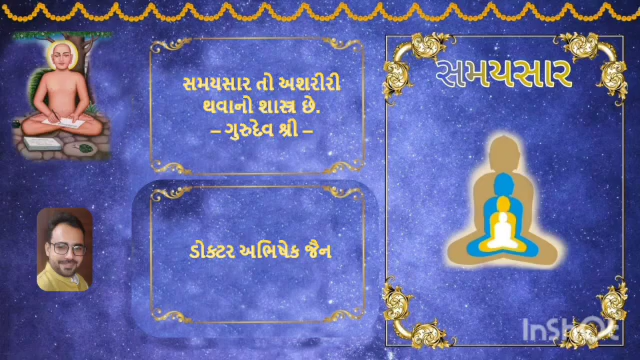 સમયસાર તો અશરીરી
થવાનો શાસ્ત્ર છે.
– ગુરુદેવ શ્રી –
ડોક્ટર અભિષેક જૈન
સમયસાર
InShOt